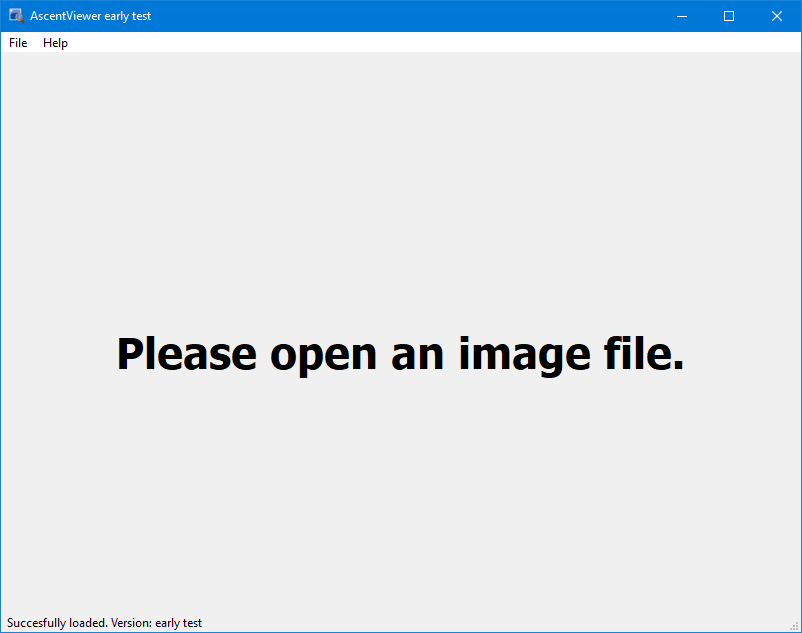 AscentViewer early test
File Help
Please open an image file.
Succesfully loaded. Version: early test